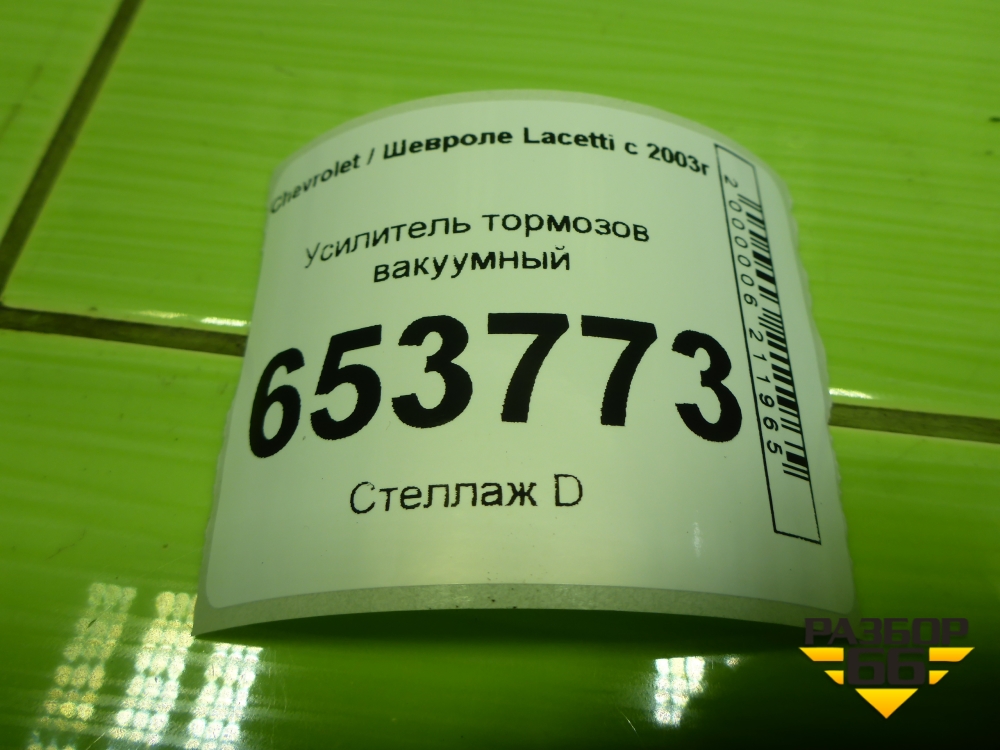 Chevrolet / Шевроле Lacetti с 2003г
Усилитель тормозов
вакуумный
653773
Стеллаж D
2000006211965
РАЗБОР
66